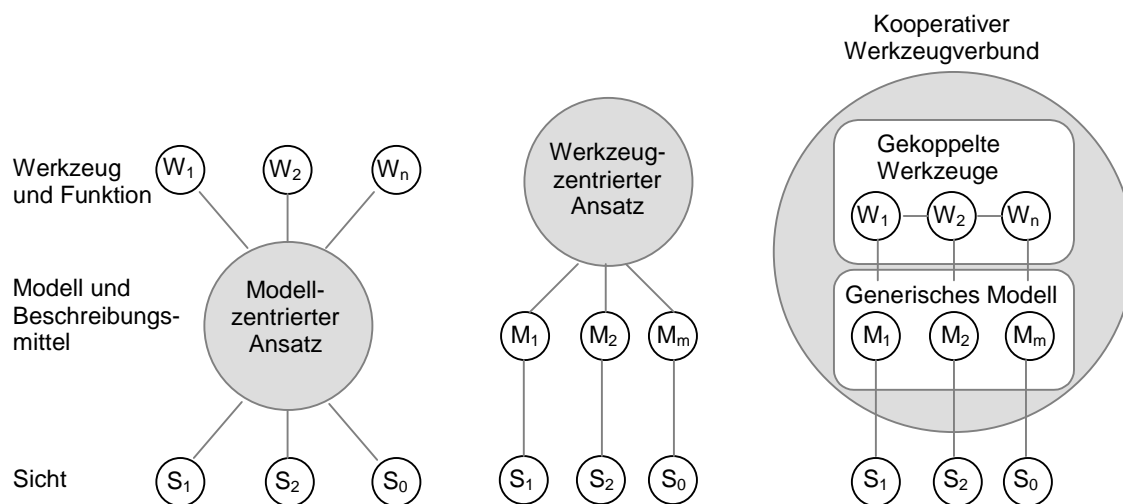 Kooperativer
Werkzeugverbund
Werkzeug
und Funktion
W1
W2
Wn
Werkzeug-
zentrierter
Ansatz
Gekoppelte
Werkzeuge
W1
W2
Wn
Modell und
Beschreibungs-
mittel
Modell-
zentrierter
Ansatz
M1
M2
Mm
Generisches Modell
M1
M2
Mm
Sicht
S1
S2
S0
S1
S2
S0
S1
S2
S0